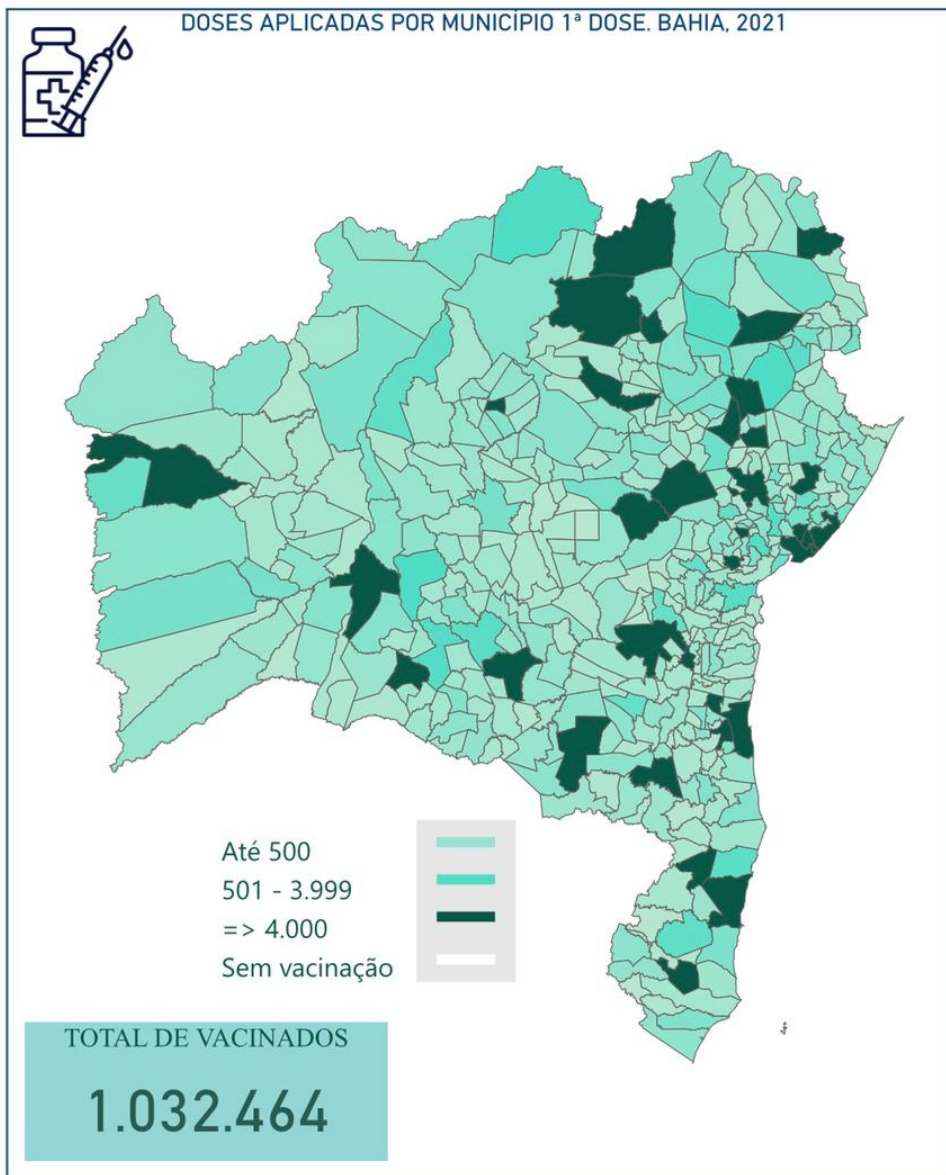 DOSES APLICADAS POR MUNICÍPIO 1ª DOSE. BAHIA, 2021
Até 500
501 - 3.999
= > 4.000
Sem vacinação
TOTAL DE VACINADOS
1.032.464